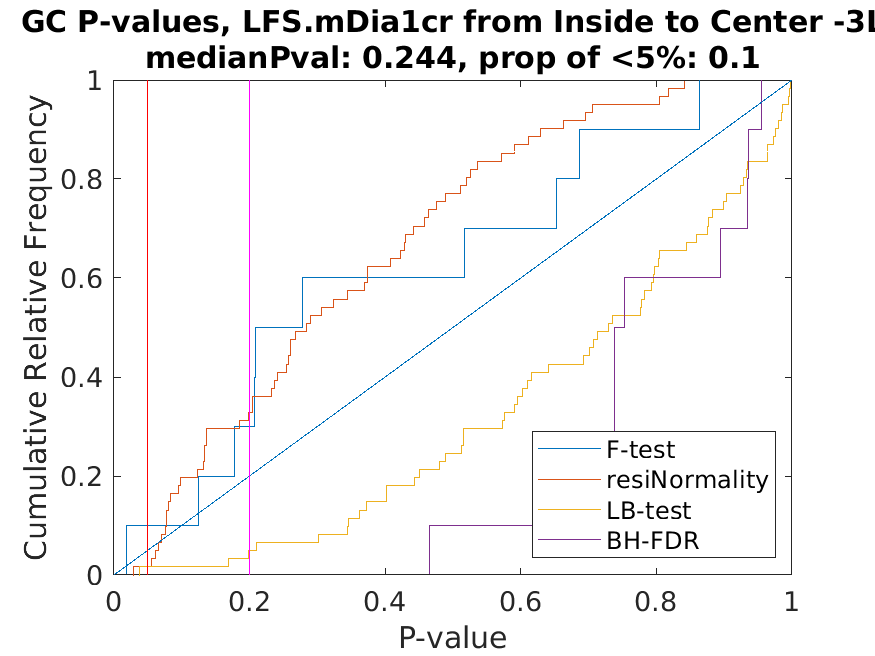 GC P-values, LFS.mDia1cr from Inside to Center -3L
medianPval: 0.244, prop of <5%: 0.1
Cumulative Relative Frequency
1
0.8
0.6
0.4
0.2
0
0 0.2 0.4 0.6 0.8 1
P-value
F-test
resiNormality
LB-test
BH-FDR